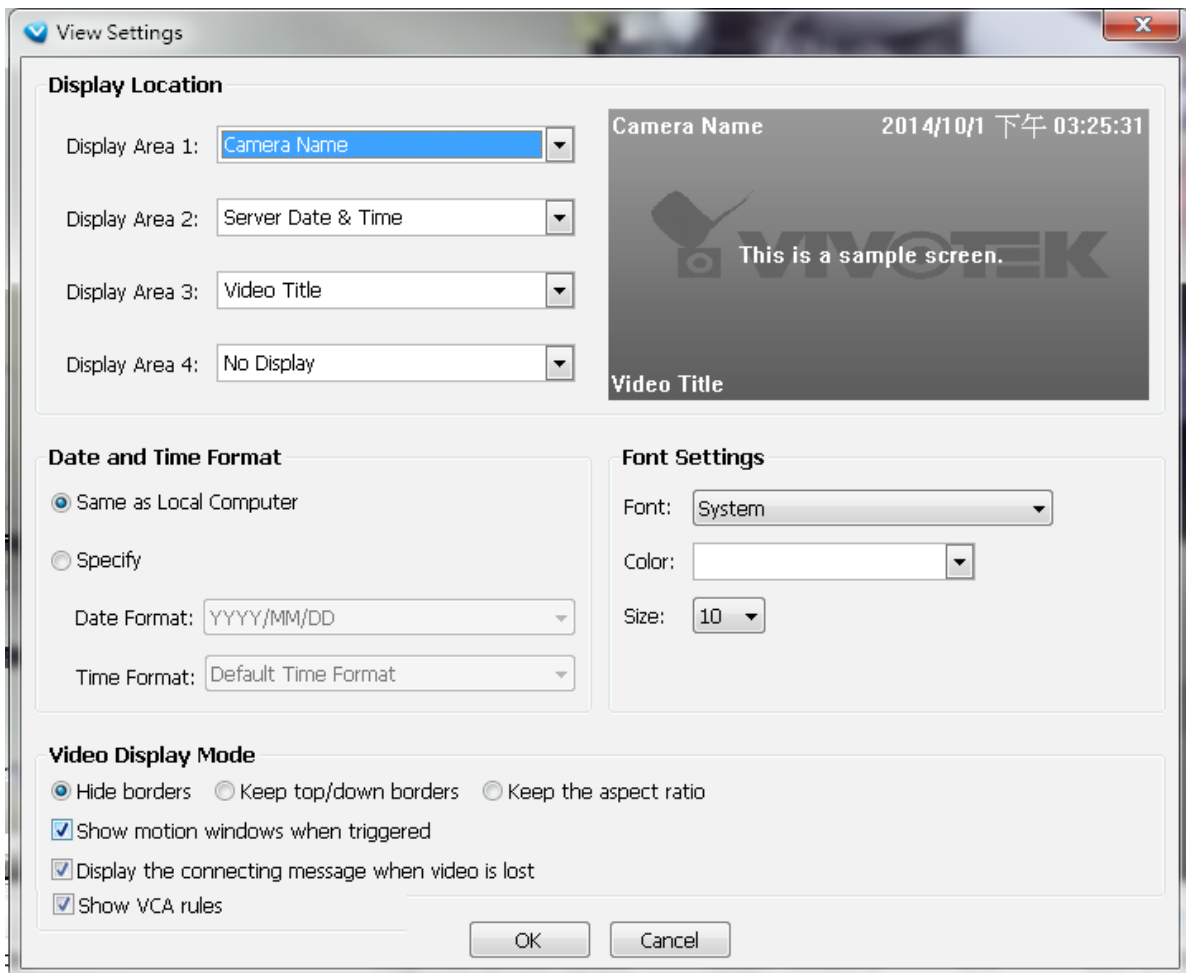 View Settings
Display Location
Display Area 1: Camera Name
Display Area 2: Server Date & Time
Display Area 3: Video Title
Display Area 4: No Display
Camera Name 2014/10/1 下午 03:25:31
VIVOTEK
This is a sample screen.
Video Title
Date and Time Format
Same as Local Computer
Specify
Date Format: YYYY/MM/DD
Time Format: Default Time Format
Font Settings
Font: System
Color:
Size: 10
Video Display Mode
Hide borders Keep top/down borders Keep the aspect ratio
Show motion windows when triggered
Display the connecting message when video is lost
Show VCA rules
OK Cancel